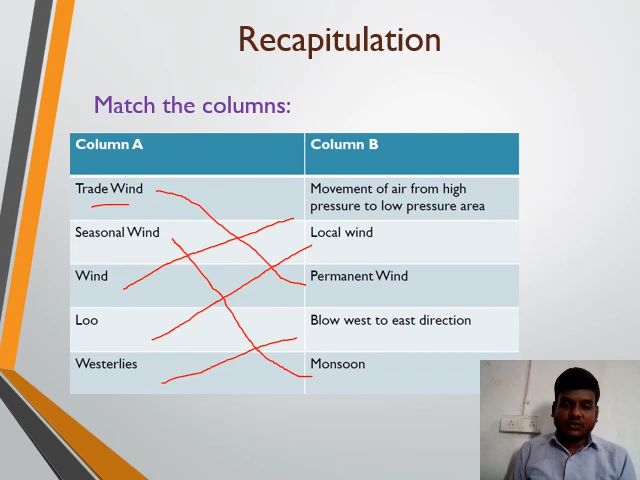 Recapitulation
Match the columns:
Column A
Column B
Trade Wind
Movement of air from high
pressure to low pressure area
Seasonal Wind
Local wind
Wind
Permanent Wind
Loo
Blow west to east direction
Westerlies
Monsoon